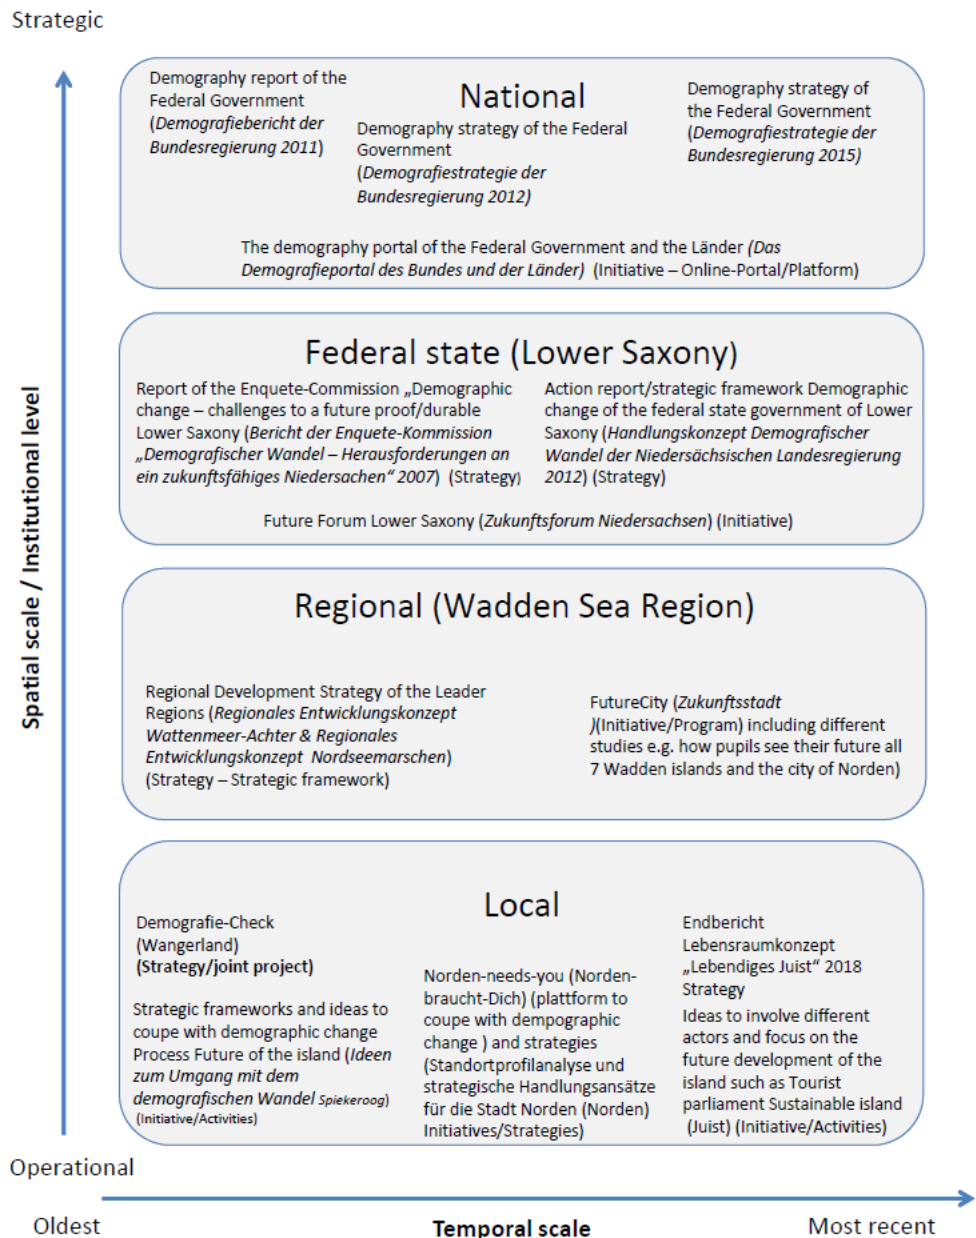 Strategic
Spatial scale / Institutional level
National
Demography report of the
Federal Government
(Demografiebericht der
Bundesregierung 2011)
Demography strategy of the Federal
Government
(Demografiestrategie der
Bundesregierung 2012)
Demography strategy of
the Federal Government
(Demografiestrategie der
Bundesregierung 2015)
The demography portal of the Federal Government and the Länder (Das
Demografieportal des Bundes und der Länder) (Initiative – Online-Portal/Platform)
Federal state (Lower Saxony)
Report of the Enquete-Commission „Demographic
change – challenges to a future proof/durable
Lower Saxony (Bericht der Enquete-Kommission
„Demografischer Wandel – Herausforderungen an
ein zukunftsfähiges Niedersachen“ 2007) (Strategy)
Action report/strategic framework Demographic
change of the federal state government of Lower
Saxony (Handlungskonzept Demografischer
Wandel der Niedersächsischen Landesregierung
2012) (Strategy)
Future Forum Lower Saxony (Zukunftsforum Niedersachsen) (Initiative)
Regional (Wadden Sea Region)
Regional Development Strategy of the Leader
Regions (Regionales Entwicklungskonzept
Wattenmeer-Achter & Regionales
Entwicklungskonzept Nordseemarschen)
(Strategy – Strategic framework)
FutureCity (Zukunftsstadt
)(Initiative/Program) including different
studies e.g. how pupils see their future all
7 Wadden islands and the city of Norden)
Local
Demografie-Check
(Wangerland)
(Strategy/joint project)
Strategic frameworks and ideas to
coupe with demographic change
Process Future of the island (Ideen
zum Umgang mit dem
demografischen Wandel Spiekeroog)
(Initiative/Activities)
Norden-needs-you (Norden-
braucht-Dich) (plattform to
coupe with dempographic
change ) and strategies
(Standortprofilanalyse und
strategische Handlungsansätze
für die Stadt Norden (Norden)
Initiatives/Strategies)
Endbericht
Lebensraumkonzept
„Lebendiges Juist“ 2018
Strategy
Ideas to involve different
actors and focus on the
future development of the
island such as Tourist
parliament Sustainable island
(Juist) (Initiative/Activities)
Operational
Oldest
Temporal scale
Most recent